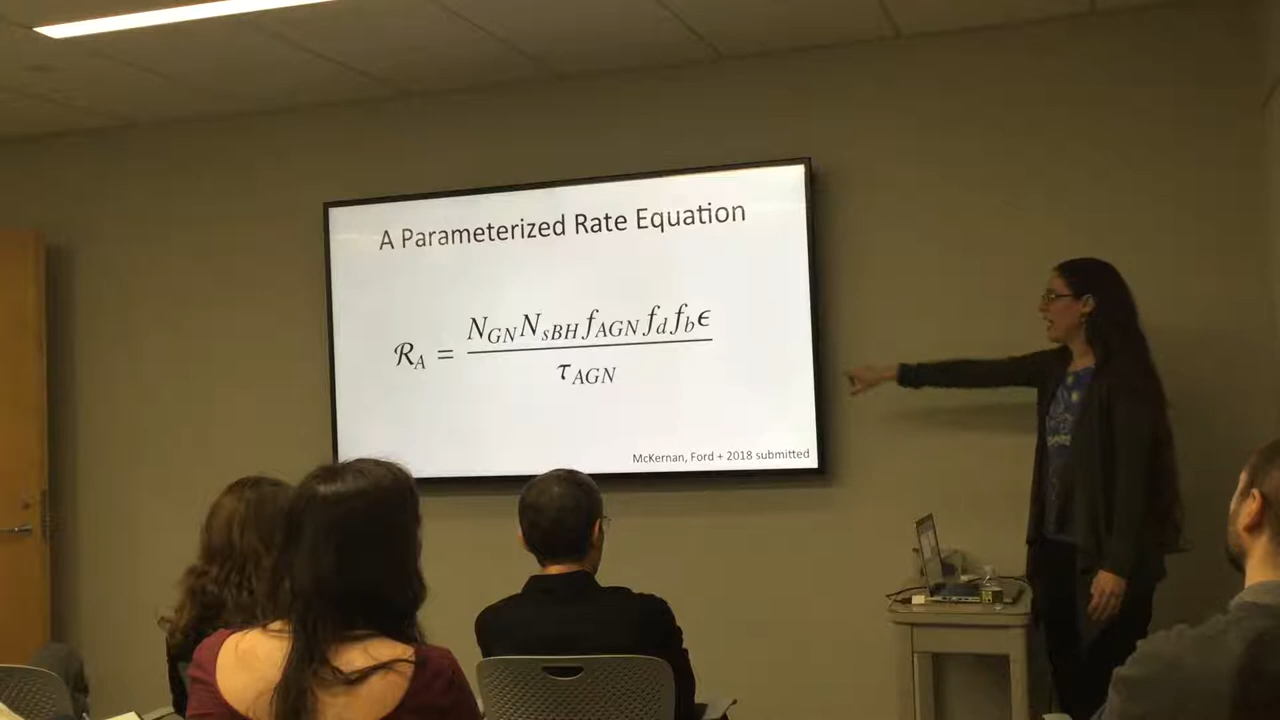 A Parameterized Rate Equation
ℛ_A = N_GN N_sBH f_AGN f_d f_b ϵ / τ_AGN
McKernan, Ford + 2018 submitted